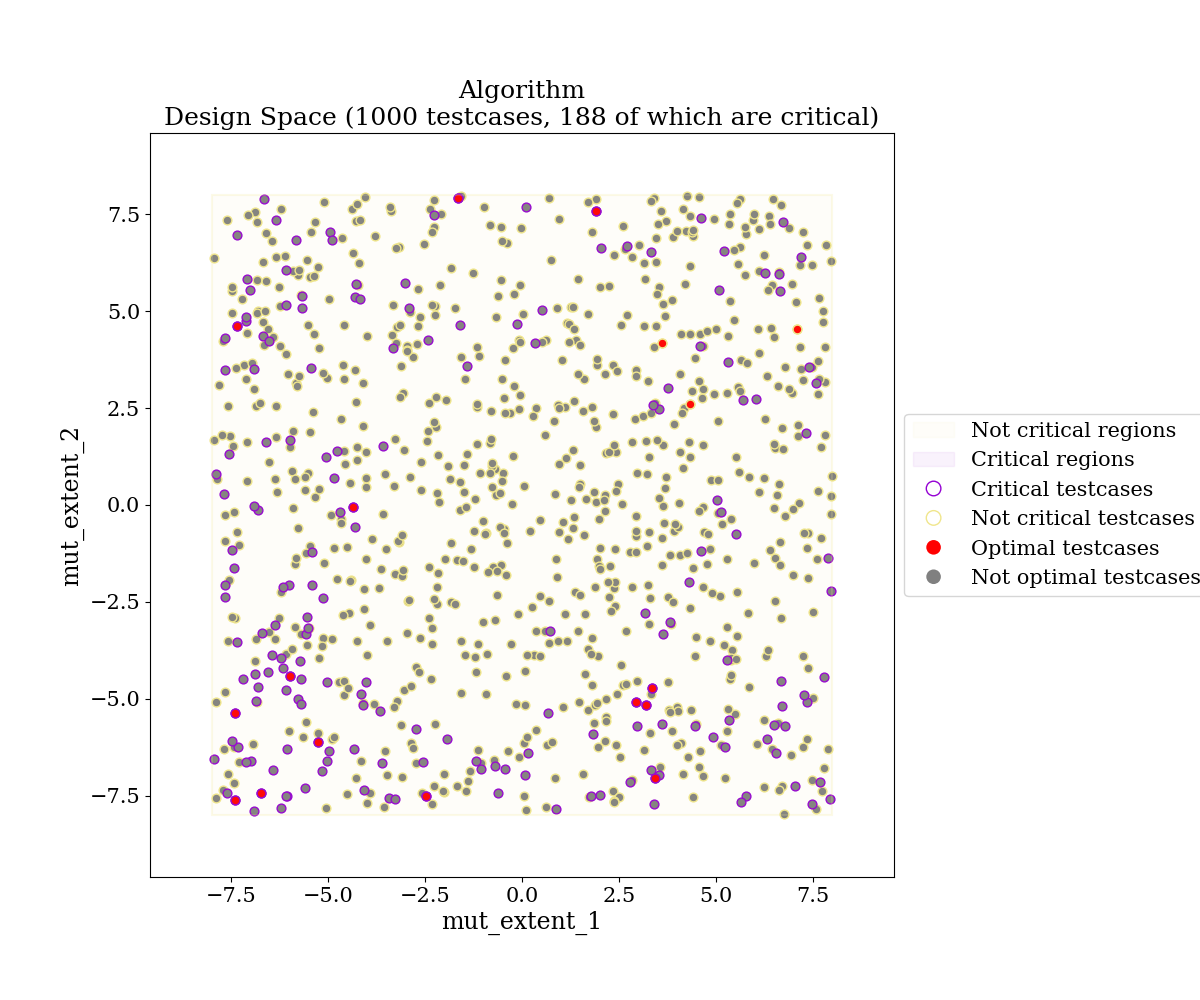 Algorithm
Design Space (1000 testcases, 188 of which are critical)
7.5
5.0
2.5
0.0
−2.5
−5.0
−7.5
mut_extent_2
−7.5 −5.0 −2.5 0.0 2.5 5.0 7.5
mut_extent_1
Not critical regions
Critical regions
Critical testcases
Not critical testcases
Optimal testcases
Not optimal testcases